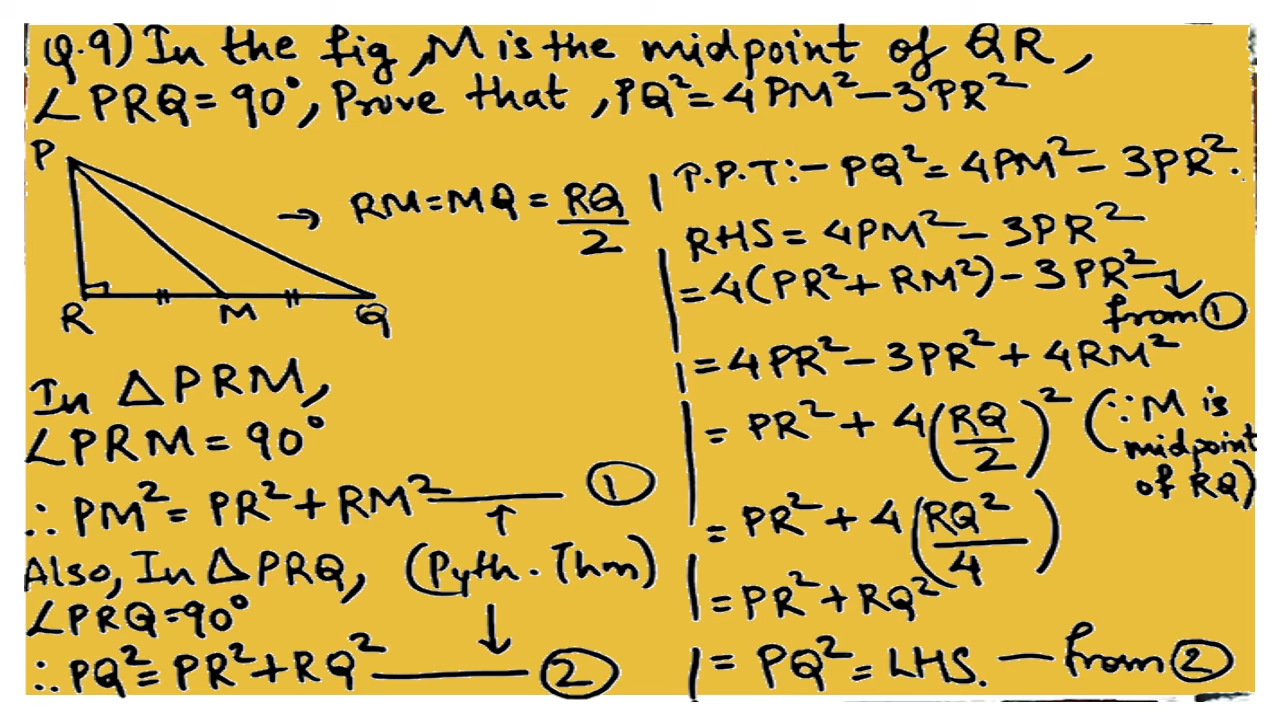 Q.9) In the fig, M is the midpoint of QR,
∠PRQ = 90°, Prove that, PQ² = 4PM² − 3PR²
P
R M Q
→ RM = MQ = RQ/2
In △PRM,
∠PRM = 90°
∴ PM² = PR² + RM² ——— ①
↑
Also, In △PRQ, (Pyth. Thm)
∠PRQ = 90° ↓
∴ PQ² = PR² + RQ² ——— ②
T.P.T :- PQ² = 4PM² − 3PR².
RHS = 4PM² − 3PR²
= 4(PR² + RM²) − 3PR² ↴
from ①
= 4PR² − 3PR² + 4RM²
= PR² + 4(RQ/2)² (∵ M is
midpoint
of RQ)
= PR² + 4(RQ²/4)
= PR² + RQ²
= PQ² = LHS. — from ②